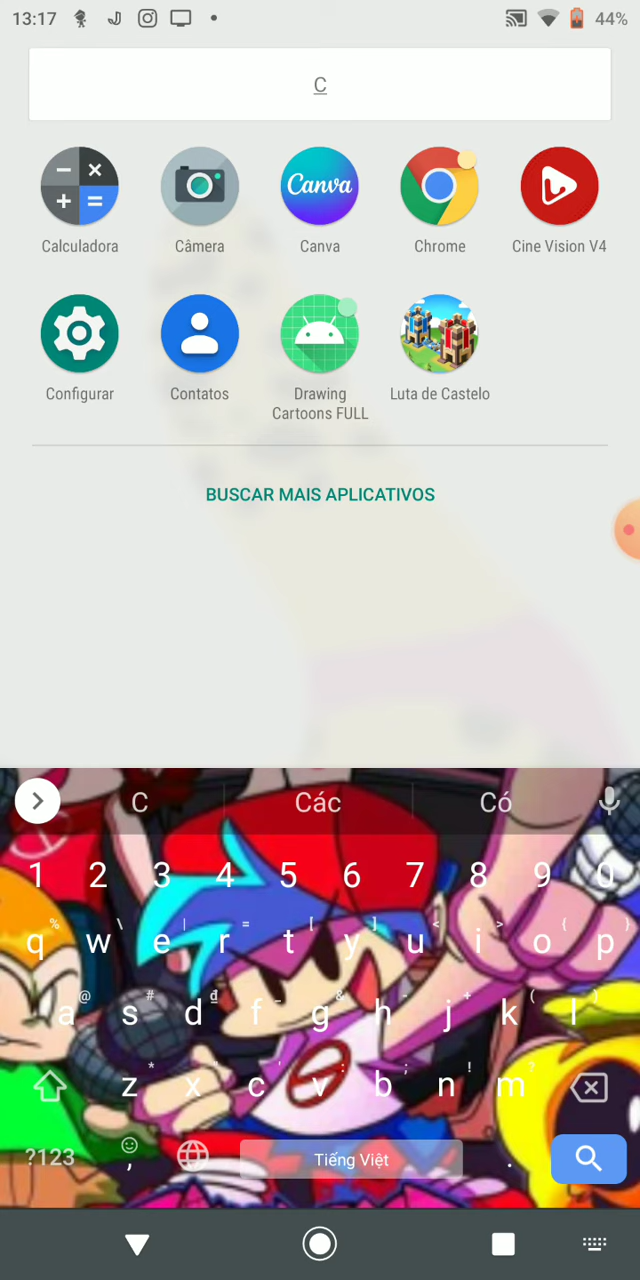 13:17 44%
C
Canva
Calculadora Câmera Canva Chrome Cine Vision V4
Configurar Contatos Drawing Cartoons FULL Luta de Castelo
BUSCAR MAIS APLICATIVOS
C Các Có
1 2 3 4 5 6 7 8 9 0
% \ | = [ ] < > { }
q w e r t y u i o p
@ # ₫ _ & - + ( )
a s d f g h j k l
* " ' : ; ! ?
z x c v b n m
?123 , Tiếng Việt .